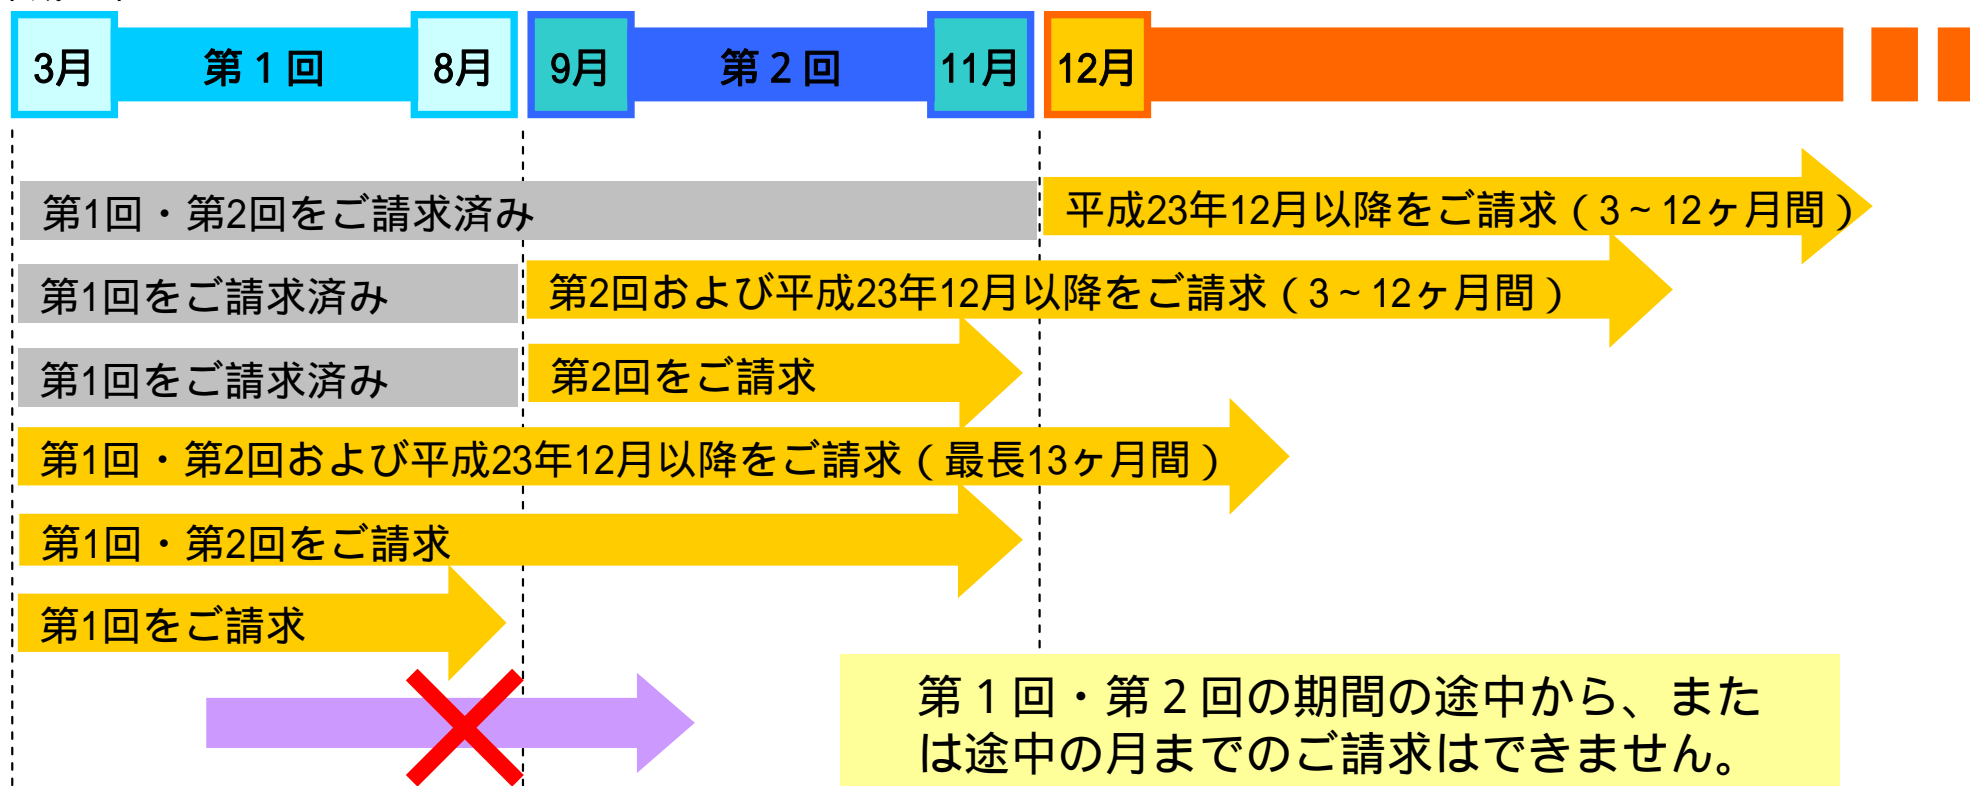 3月 第１回 8月 9月 第２回 11月 12月
第1回・第2回をご請求済み 平成23年12月以降をご請求（3～12ヶ月間）
第1回をご請求済み 第2回および平成23年12月以降をご請求（3～12ヶ月間）
第1回をご請求済み 第2回をご請求
第1回・第2回および平成23年12月以降をご請求（最長13ヶ月間）
第1回・第2回をご請求
第1回をご請求
第１回・第２回の期間の途中から、また
は途中の月までのご請求はできません。